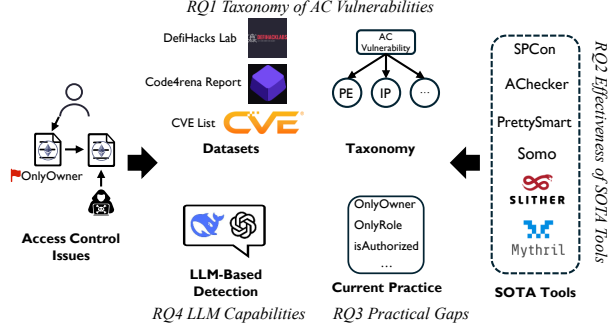 RQ1 Taxonomy of AC Vulnerabilities
DefiHacks Lab
DEFIHACKLABS
Code4rena Report
CVE List
CVE
Datasets
AC
Vulnerability
PE
IP
...
Taxonomy
OnlyOwner
Access Control
Issues
LLM-Based
Detection
RQ4 LLM Capabilities
OnlyOwner
OnlyRole
isAuthorized
...
Current Practice
RQ3 Practical Gaps
SPCon
AChecker
PrettySmart
Somo
SLITHER
Mythril
SOTA Tools
RQ2 Effectiveness of SOTA Tools